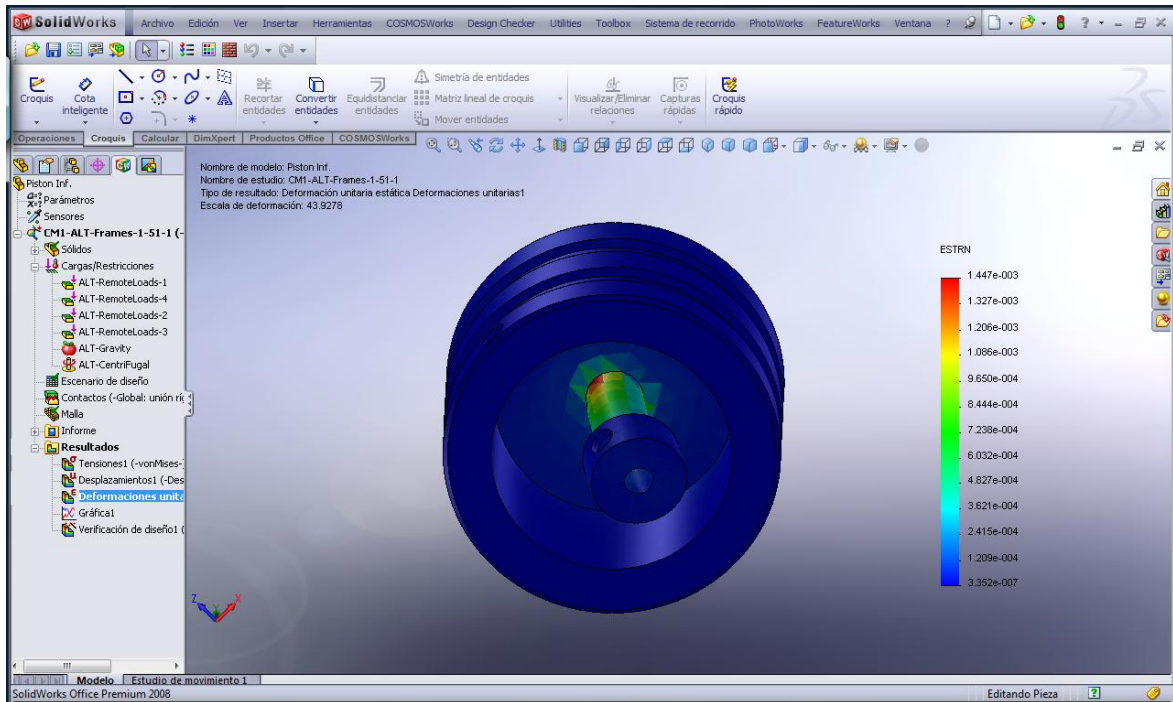 SolidWorks Archivo Edición Ver Insertar Herramientas COSMOSWorks Design Checker Utilities Toolbox Sistema de recorrido PhotoWorks FeatureWorks Ventana ?
Croquis
Cota inteligente
Recortar entidades
Convertir entidades
Equidistanciar entidades
Simetría de entidades
Matriz lineal de croquis
Mover entidades
Visualizar/Eliminar relaciones
Capturas rápidas
Croquis rápido
Operaciones Croquis Calcular DimXpert Productos Office COSMOSWorks
Nombre de modelo: Piston Inf.
Nombre de estudio: CM1-ALT-Frames-1-51-1
Tipo de resultado: Deformación unitaria estática Deformaciones unitarias1
Escala de deformación: 43.9278
Piston Inf.
Parámetros
Sensores
CM1-ALT-Frames-1-51-1 (-
Sólidos
Cargas/Restricciones
ALT-RemoteLoads-1
ALT-RemoteLoads-4
ALT-RemoteLoads-2
ALT-RemoteLoads-3
ALT-Gravity
ALT-CentriFugal
Escenario de diseño
Contactos (-Global: unión ríg
Malla
Informe
Resultados
Tensiones1 (-vonMises-
Desplazamientos1 (-Des
Deformaciones unita
Gráfica1
Verificación de diseño1 (
ESTRN
1.447e-003
1.327e-003
1.206e-003
1.086e-003
9.650e-004
8.444e-004
7.238e-004
6.032e-004
4.827e-004
3.621e-004
2.415e-004
1.209e-004
3.352e-007
Z X
Modelo Estudio de movimiento 1
SolidWorks Office Premium 2008 Editando Pieza